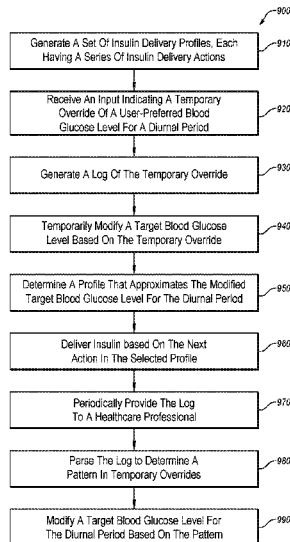 900
Generate A Set Of Insulin Delivery Profiles, Each
Having A Series Of Insulin Delivery Actions
910
Receive An Input Indicating A Temporary
Override Of A User-Preferred Blood
Glucose Level For A Diurnal Period
920
Generate A Log Of The Temporary Override
930
Temporarily Modify A Target Blood Glucose
Level Based On The Temporary Override
940
Determine A Profile That Approximates The Modified
Target Blood Glucose Level For The Diurnal Period
950
Deliver Insulin based On The Next
Action In The Selected Profile
960
Periodically Provide The Log
To A Healthcare Professional
970
Parse The Log to Determine A
Pattern In Temporary Overrides
980
Modify A Target Blood Glucose Level For
The Diurnal Period Based On The Pattern
990